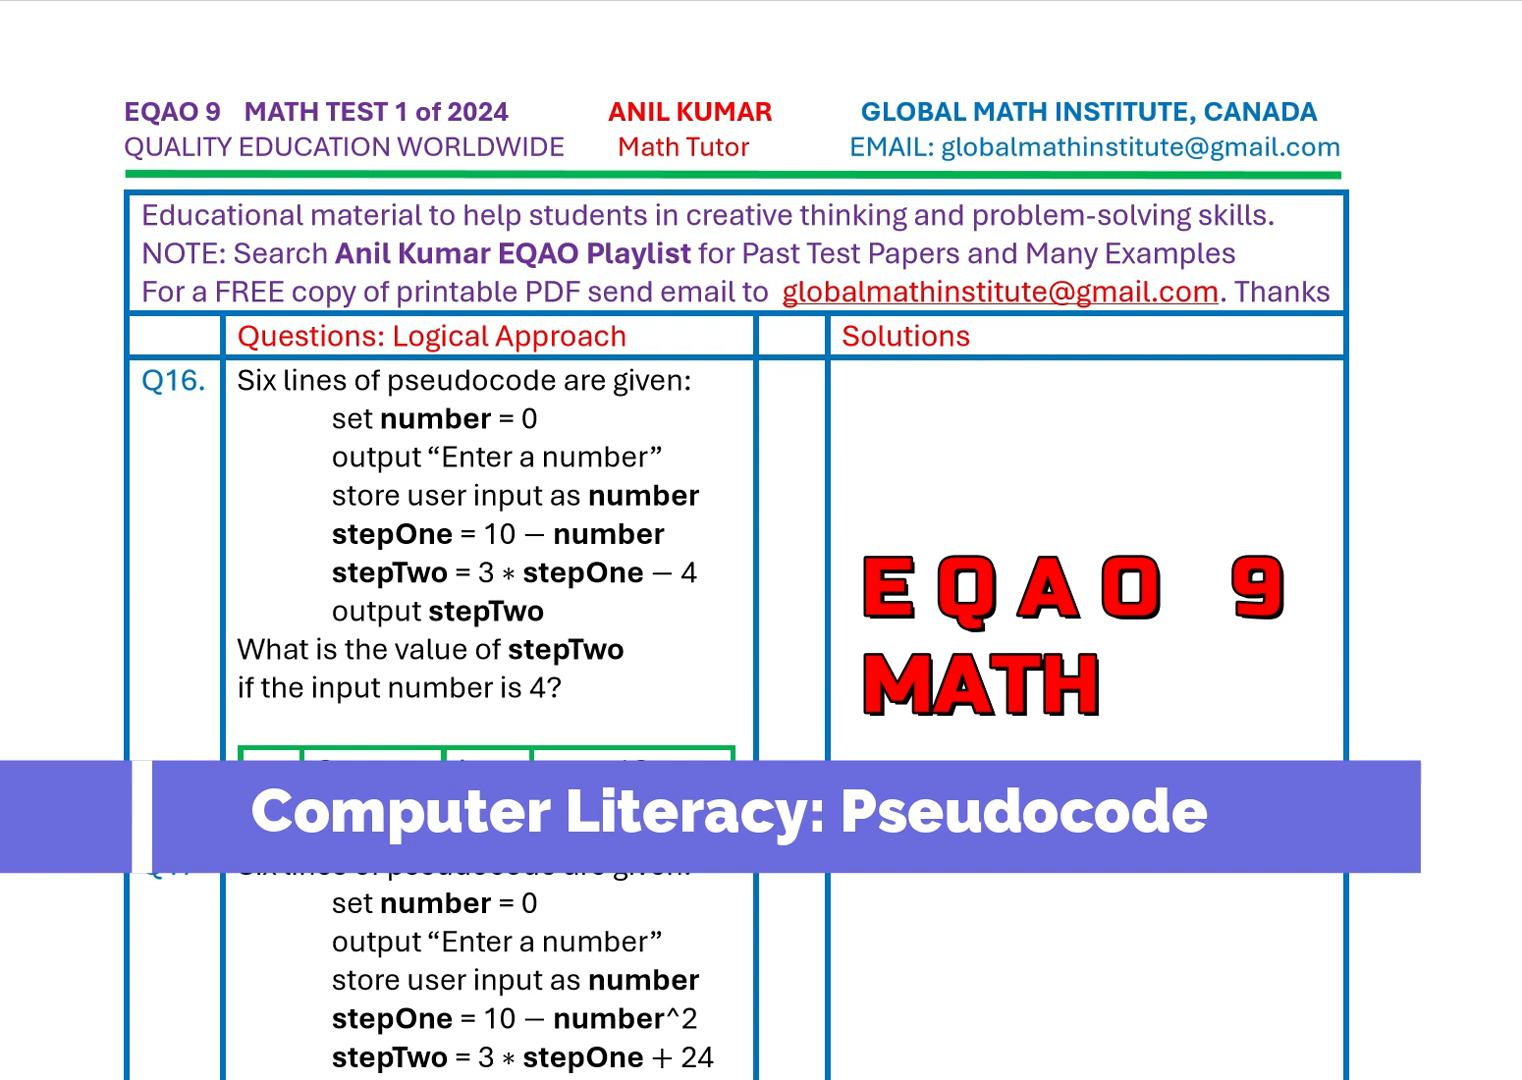 EQAO 9 MATH TEST 1 of 2024 ANIL KUMAR GLOBAL MATH INSTITUTE, CANADA
QUALITY EDUCATION WORLDWIDE Math Tutor EMAIL: globalmathinstitute@gmail.com
Educational material to help students in creative thinking and problem-solving skills.
NOTE: Search Anil Kumar EQAO Playlist for Past Test Papers and Many Examples
For a FREE copy of printable PDF send email to globalmathinstitute@gmail.com. Thanks
Questions: Logical Approach Solutions
Q16. Six lines of pseudocode are given:
set number = 0
output “Enter a number”
store user input as number
stepOne = 10 − number
stepTwo = 3 * stepOne − 4
output stepTwo
What is the value of stepTwo
if the input number is 4?
EQAO 9
MATH
Computer Literacy: Pseudocode
Six lines of pseudocode are given:
set number = 0
output “Enter a number”
store user input as number
stepOne = 10 − number^2
stepTwo = 3 * stepOne + 24